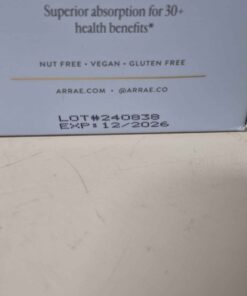 Superior absorption for 30+
health benefits*
NUT FREE • VEGAN • GLUTEN FREE
ARRAE.COM • @ARRAE.CO
LOT#240838
EXP: 12/2026